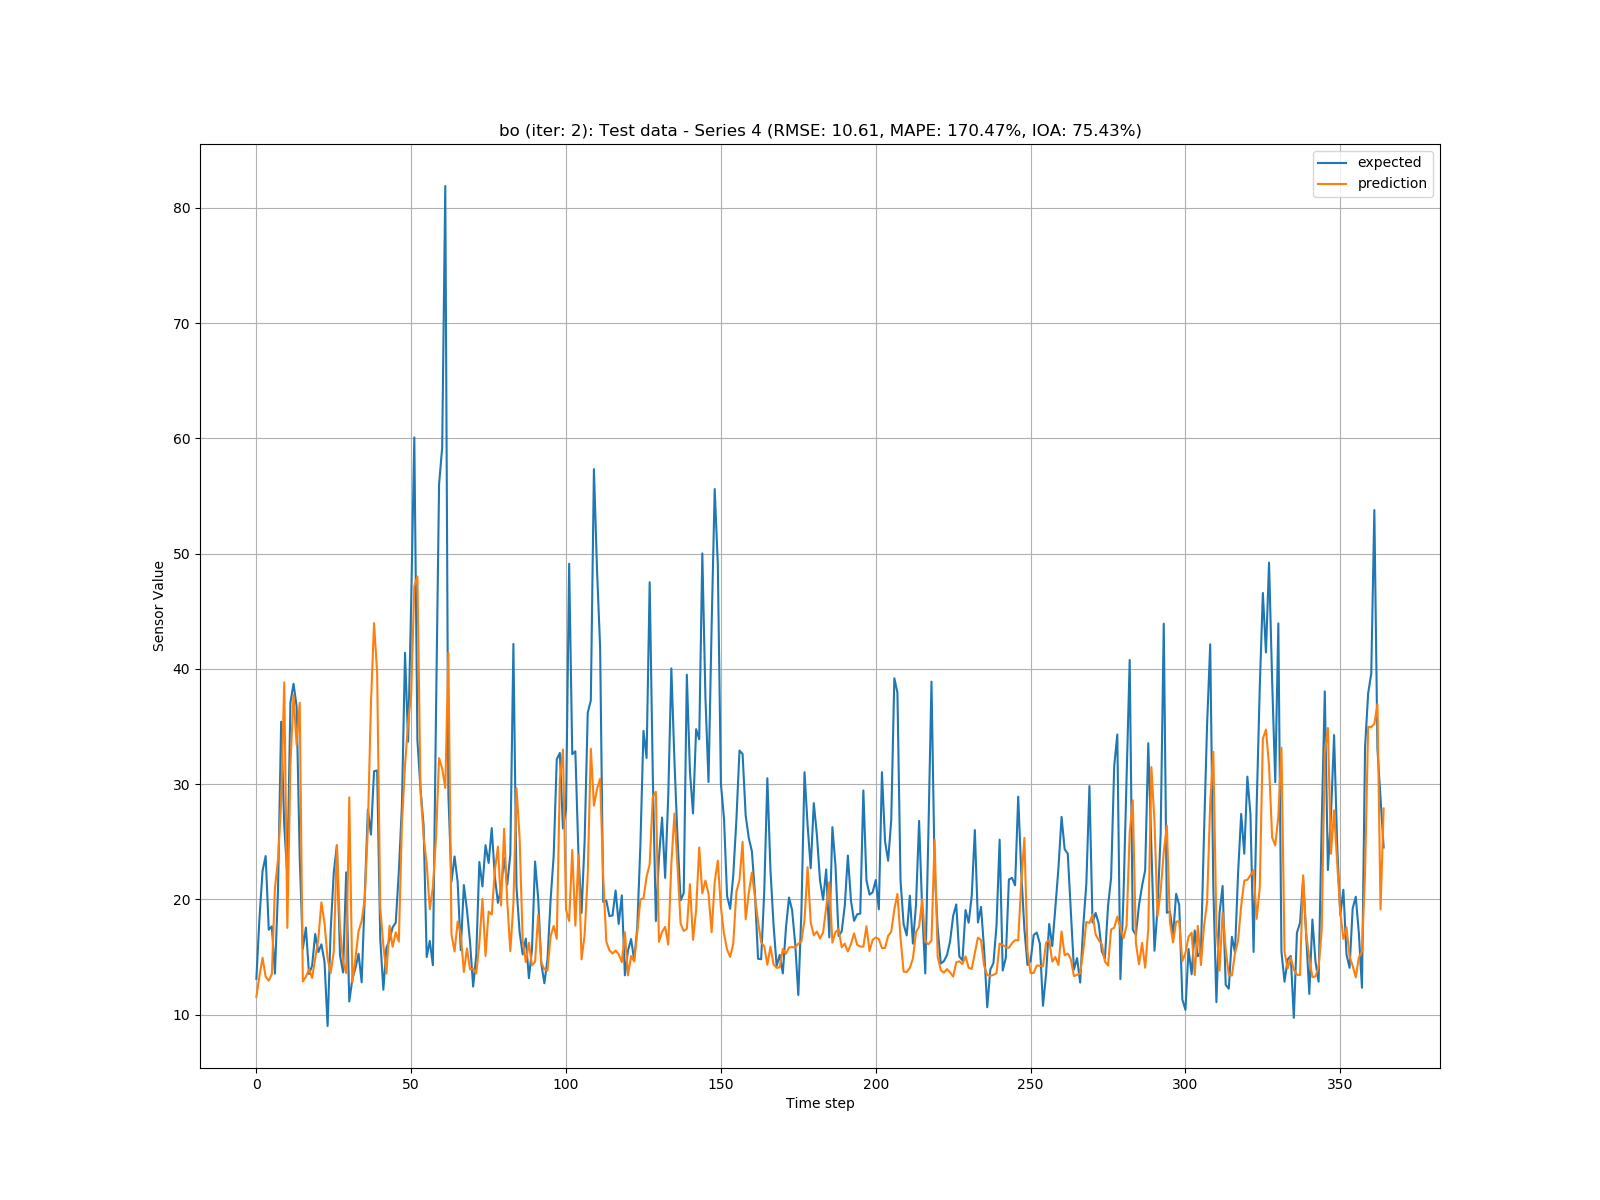 bo (iter: 2): Test data - Series 4 (RMSE: 10.61, MAPE: 170.47%, IOA: 75.43%)
expected
prediction
80
70
60
50
40
30
20
10
Sensor Value
0 50 100 150 200 250 300 350
Time step